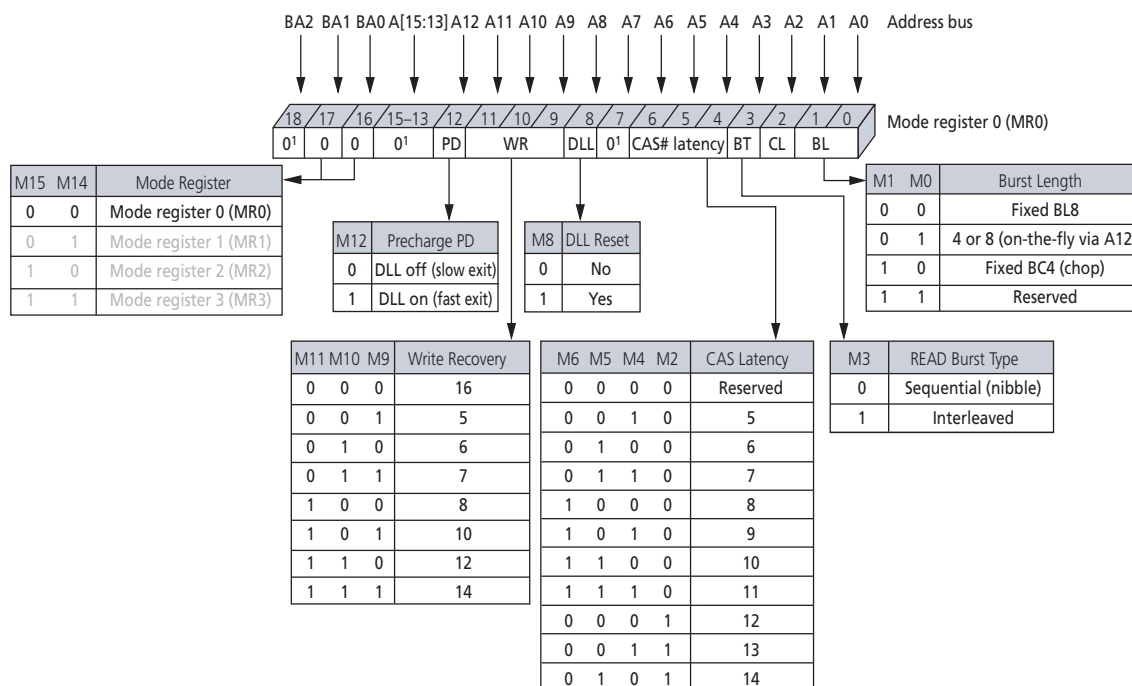 BA2 BA1 BA0 A[15:13] A12 A11 A10 A9 A8 A7 A6 A5 A4 A3 A2 A1 A0 Address bus
18 17 16 15–13 12 11 10 9 8 7 6 5 4 3 2 1 0 Mode register 0 (MR0)
0¹ 0 0 0¹ PD WR DLL 0¹ CAS# latency BT CL BL
M15 M14 Mode Register
0 0 Mode register 0 (MR0)
0 1 Mode register 1 (MR1)
1 0 Mode register 2 (MR2)
1 1 Mode register 3 (MR3)
M12 Precharge PD
0 DLL off (slow exit)
1 DLL on (fast exit)
M8 DLL Reset
0 No
1 Yes
M1 M0 Burst Length
0 0 Fixed BL8
0 1 4 or 8 (on-the-fly via A12
1 0 Fixed BC4 (chop)
1 1 Reserved
M11 M10 M9 Write Recovery
0 0 0 16
0 0 1 5
0 1 0 6
0 1 1 7
1 0 0 8
1 0 1 10
1 1 0 12
1 1 1 14
M6 M5 M4 M2 CAS Latency
0 0 0 0 Reserved
0 0 1 0 5
0 1 0 0 6
0 1 1 0 7
1 0 0 0 8
1 0 1 0 9
1 1 0 0 10
1 1 1 0 11
0 0 0 1 12
0 0 1 1 13
0 1 0 1 14
M3 READ Burst Type
0 Sequential (nibble)
1 Interleaved